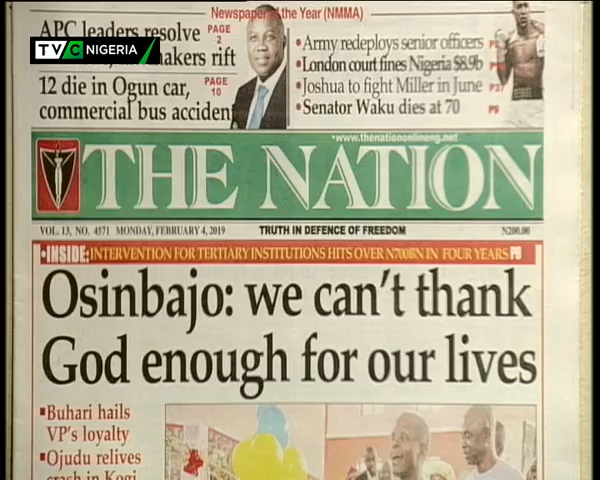 Newspaper of the Year (NMMA)
APC leaders resolve
PAGE
2
makers rift
TVC NIGERIA
12 die in Ogun car,
PAGE
10
commercial bus accident
•Army redeploys senior officers
•London court fines Nigeria $8.9b
•Joshua to fight Miller in June P37
•Senator Waku dies at 70 P9
•www.thenationonlineng.net
THE NATION
VOL. 13, NO. 4571 MONDAY, FEBRUARY 4, 2019 TRUTH IN DEFENCE OF FREEDOM N200.00
•INSIDE: INTERVENTION FOR TERTIARY INSTITUTIONS HITS OVER N700BN IN FOUR YEARS P8
Osinbajo: we can't thank
God enough for our lives
▪Buhari hails
VP's loyalty
▪Ojudu relives
crash in Kogi